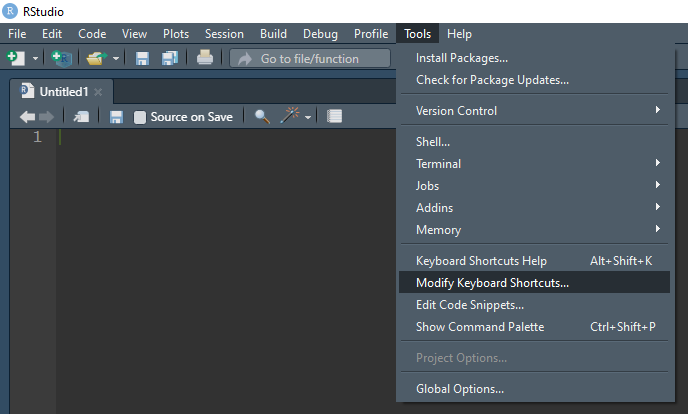 RStudio
File Edit Code View Plots Session Build Debug Profile Tools Help
Go to file/function
Untitled1
Source on Save
1
Install Packages...
Check for Package Updates...
Version Control
Shell...
Terminal
Jobs
Addins
Memory
Keyboard Shortcuts Help Alt+Shift+K
Modify Keyboard Shortcuts...
Edit Code Snippets...
Show Command Palette Ctrl+Shift+P
Project Options...
Global Options...